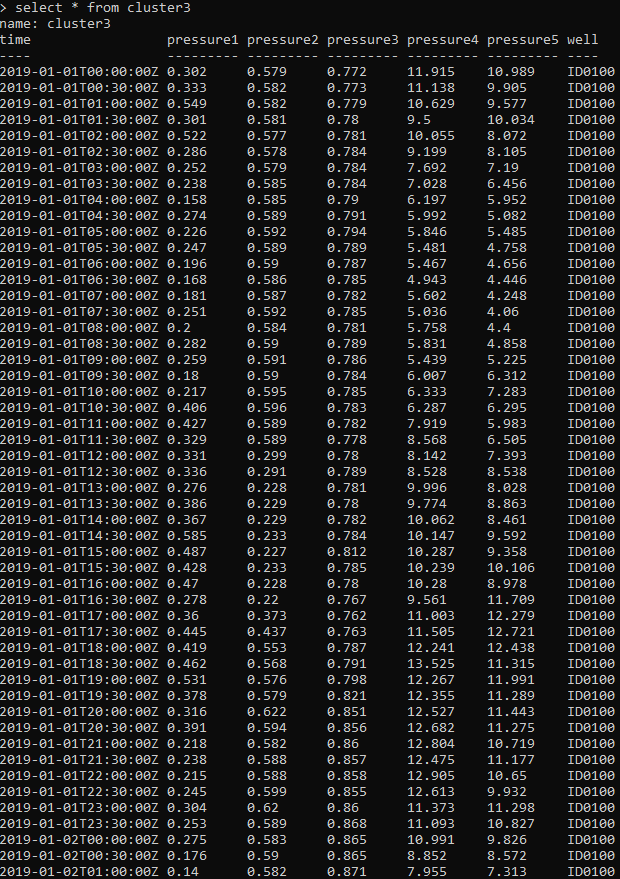 > select * from cluster3
name: cluster3
time                 pressure1 pressure2 pressure3 pressure4 pressure5 well
----                 --------- --------- --------- --------- --------- ----
2019-01-01T00:00:00Z 0.302     0.579     0.772     11.915    10.989    ID0100
2019-01-01T00:30:00Z 0.333     0.582     0.773     11.138    9.905     ID0100
2019-01-01T01:00:00Z 0.549     0.582     0.779     10.629    9.577     ID0100
2019-01-01T01:30:00Z 0.301     0.581     0.78      9.5       10.034    ID0100
2019-01-01T02:00:00Z 0.522     0.577     0.781     10.055    8.072     ID0100
2019-01-01T02:30:00Z 0.286     0.578     0.784     9.199     8.105     ID0100
2019-01-01T03:00:00Z 0.252     0.579     0.784     7.692     7.19      ID0100
2019-01-01T03:30:00Z 0.238     0.585     0.784     7.028     6.456     ID0100
2019-01-01T04:00:00Z 0.158     0.585     0.79      6.197     5.952     ID0100
2019-01-01T04:30:00Z 0.274     0.589     0.791     5.992     5.082     ID0100
2019-01-01T05:00:00Z 0.226     0.592     0.794     5.846     5.485     ID0100
2019-01-01T05:30:00Z 0.247     0.589     0.789     5.481     4.758     ID0100
2019-01-01T06:00:00Z 0.196     0.59      0.787     5.467     4.656     ID0100
2019-01-01T06:30:00Z 0.168     0.586     0.785     4.943     4.446     ID0100
2019-01-01T07:00:00Z 0.181     0.587     0.782     5.602     4.248     ID0100
2019-01-01T07:30:00Z 0.251     0.592     0.785     5.036     4.06      ID0100
2019-01-01T08:00:00Z 0.2       0.584     0.781     5.758     4.4       ID0100
2019-01-01T08:30:00Z 0.282     0.59      0.789     5.831     4.858     ID0100
2019-01-01T09:00:00Z 0.259     0.591     0.786     5.439     5.225     ID0100
2019-01-01T09:30:00Z 0.18      0.59      0.784     6.007     6.312     ID0100
2019-01-01T10:00:00Z 0.217     0.595     0.785     6.333     7.283     ID0100
2019-01-01T10:30:00Z 0.406     0.596     0.783     6.287     6.295     ID0100
2019-01-01T11:00:00Z 0.427     0.589     0.782     7.919     5.983     ID0100
2019-01-01T11:30:00Z 0.329     0.589     0.778     8.568     6.505     ID0100
2019-01-01T12:00:00Z 0.331     0.299     0.78      8.142     7.393     ID0100
2019-01-01T12:30:00Z 0.336     0.291     0.789     8.528     8.538     ID0100
2019-01-01T13:00:00Z 0.276     0.228     0.781     9.996     8.028     ID0100
2019-01-01T13:30:00Z 0.386     0.229     0.78      9.774     8.863     ID0100
2019-01-01T14:00:00Z 0.367     0.229     0.782     10.062    8.461     ID0100
2019-01-01T14:30:00Z 0.585     0.233     0.784     10.147    9.592     ID0100
2019-01-01T15:00:00Z 0.487     0.227     0.812     10.287    9.358     ID0100
2019-01-01T15:30:00Z 0.428     0.233     0.785     10.239    10.106    ID0100
2019-01-01T16:00:00Z 0.47      0.228     0.78      10.28     8.978     ID0100
2019-01-01T16:30:00Z 0.278     0.22      0.767     9.561     11.709    ID0100
2019-01-01T17:00:00Z 0.36      0.373     0.762     11.003    12.279    ID0100
2019-01-01T17:30:00Z 0.445     0.437     0.763     11.505    12.721    ID0100
2019-01-01T18:00:00Z 0.419     0.553     0.787     12.241    12.438    ID0100
2019-01-01T18:30:00Z 0.462     0.568     0.791     13.525    11.315    ID0100
2019-01-01T19:00:00Z 0.531     0.576     0.798     12.267    11.991    ID0100
2019-01-01T19:30:00Z 0.378     0.579     0.821     12.355    11.289    ID0100
2019-01-01T20:00:00Z 0.316     0.622     0.851     12.527    11.443    ID0100
2019-01-01T20:30:00Z 0.391     0.594     0.856     12.682    11.275    ID0100
2019-01-01T21:00:00Z 0.218     0.582     0.86      12.804    10.719    ID0100
2019-01-01T21:30:00Z 0.238     0.588     0.857     12.475    11.177    ID0100
2019-01-01T22:00:00Z 0.215     0.588     0.858     12.905    10.65     ID0100
2019-01-01T22:30:00Z 0.245     0.599     0.855     12.613    9.932     ID0100
2019-01-01T23:00:00Z 0.304     0.62      0.86      11.373    11.298    ID0100
2019-01-01T23:30:00Z 0.253     0.589     0.868     11.093    10.827    ID0100
2019-01-02T00:00:00Z 0.275     0.583     0.865     10.991    9.826     ID0100
2019-01-02T00:30:00Z 0.176     0.59      0.865     8.852     8.572     ID0100
2019-01-02T01:00:00Z 0.14      0.582     0.871     7.955     7.313     ID0100